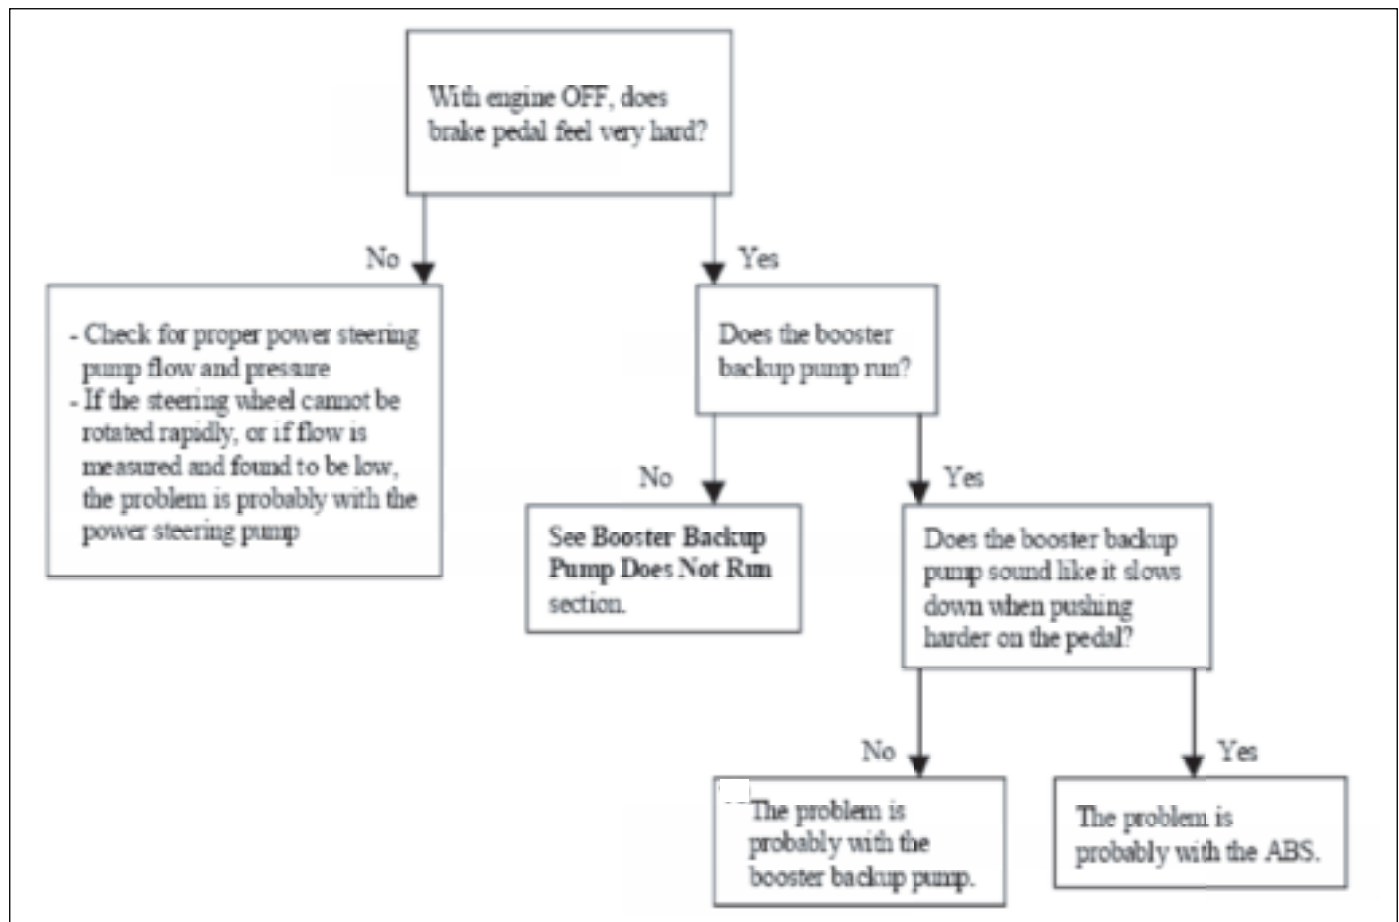 With engine OFF, does
brake pedal feel very hard?
No
Yes
- Check for proper power steering
pump flow and pressure
- If the steering wheel cannot be
rotated rapidly, or if flow is
measured and found to be low,
the problem is probably with the
power steering pump
Does the booster
backup pump run?
No
Yes
See Booster Backup
Pump Does Not Run
section.
Does the booster backup
pump sound like it slows
down when pushing
harder on the pedal?
No
Yes
The problem is
probably with the
booster backup pump.
The problem is
probably with the ABS.